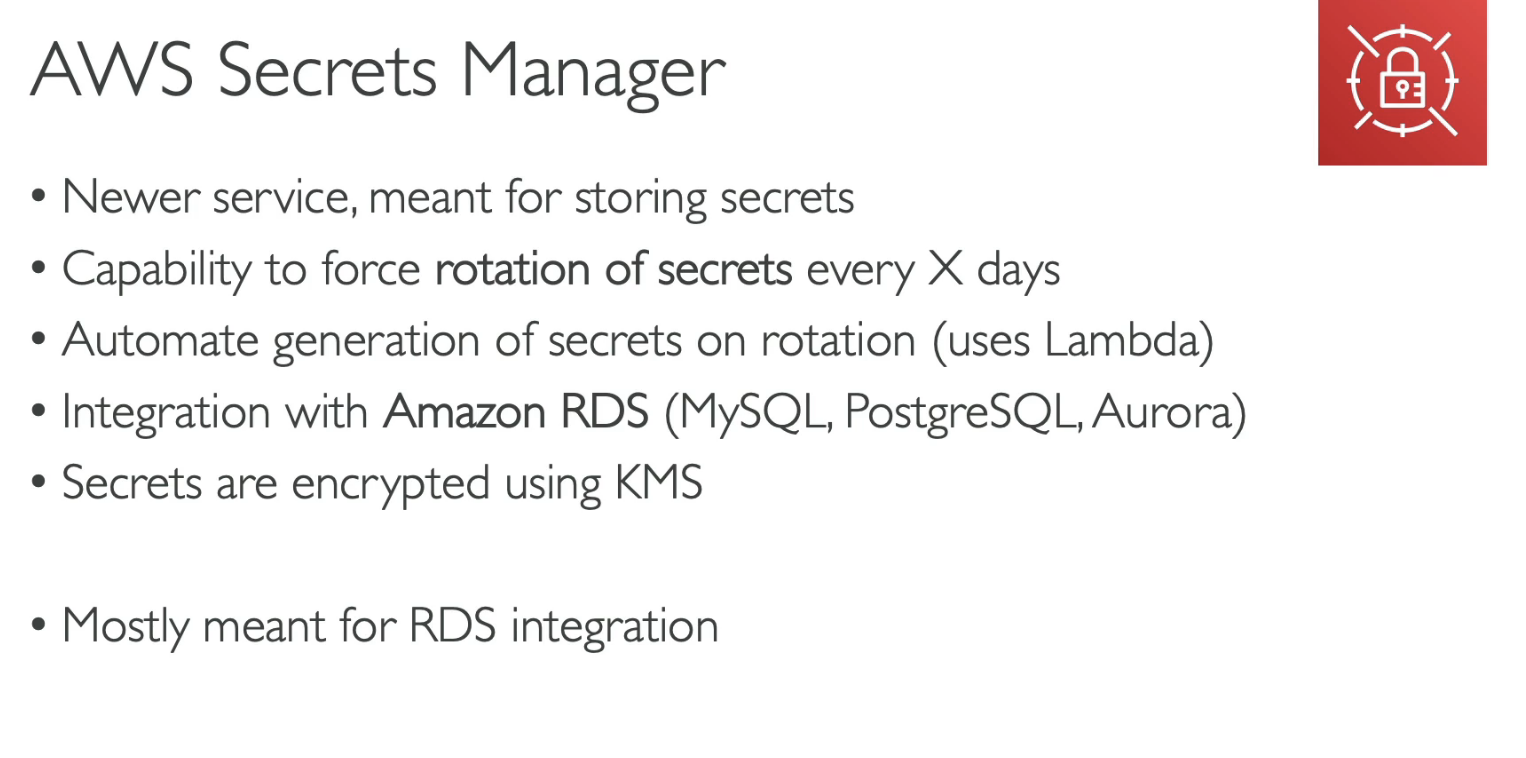 AWS Secrets Manager
• Newer service, meant for storing secrets
• Capability to force rotation of secrets every X days
• Automate generation of secrets on rotation (uses Lambda)
• Integration with Amazon RDS (MySQL, PostgreSQL, Aurora)
• Secrets are encrypted using KMS
• Mostly meant for RDS integration